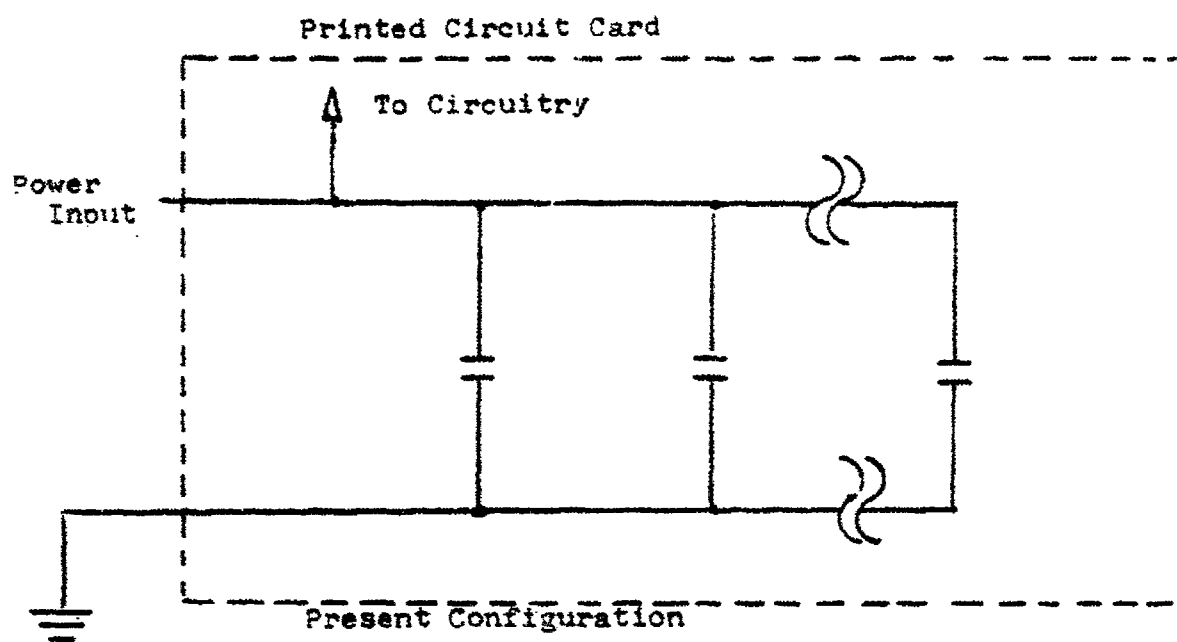 Printed Circuit Card
To Circuitry
Power
Input
Present Configuration